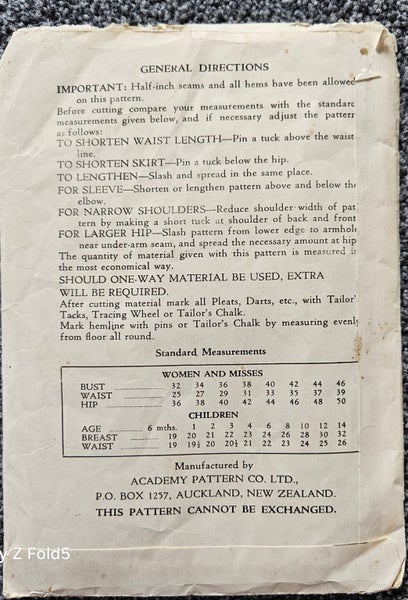 GENERAL DIRECTIONS
IMPORTANT: Half-inch seams and all hems have been allowed
on this pattern.
Before cutting compare your measurements with the standard
measurements given below, and if necessary adjust the pattern
as follows:
TO SHORTEN WAIST LENGTH—Pin a tuck above the waist
line.
TO SHORTEN SKIRT—Pin a tuck below the hip.
TO LENGTHEN—Slash and spread in same place.
FOR SLEEVE—Shorten or lengthen pattern above and below the
elbow.
FOR NARROW SHOULDERS—Reduce shoulder width of pat
tern by making a short tuck at shoulder of back and front
FOR LARGER HIP—Slash pattern from lower edge to armhole
near under-arm seam, and spread the necessary amount at hip
The quantity of material given with this pattern is measured in
the most economical way.
SHOULD ONE-WAY MATERIAL BE USED, EXTRA
WILL BE REQUIRED.
After cutting material mark all Pleats, Darts, etc., with Tailor'
Tacks, Tracing Wheel or Tailor's Chalk.
Mark hemline with pins or Tailor's Chalk by measuring evenly
from floor all round.
Standard Measurements
WOMEN AND MISSES
BUST 32 34 36 38 40 42 44 46
WAIST 25 27 29 31 33 35 37 39
HIP 36 38 40 42 44 46 48 50
CHILDREN
AGE 6 mths. 1 2 3 4 6 8 10 12 14
BREAST 19 20 21 22 23 24 26 28 30 32
WAIST 19 19½ 20 20½ 21 22 23 24 25 26
Manufactured by
ACADEMY PATTERN CO. LTD.,
P.O. BOX 1257, AUCKLAND, NEW ZEALAND.
THIS PATTERN CANNOT BE EXCHANGED.
y Z Fold5